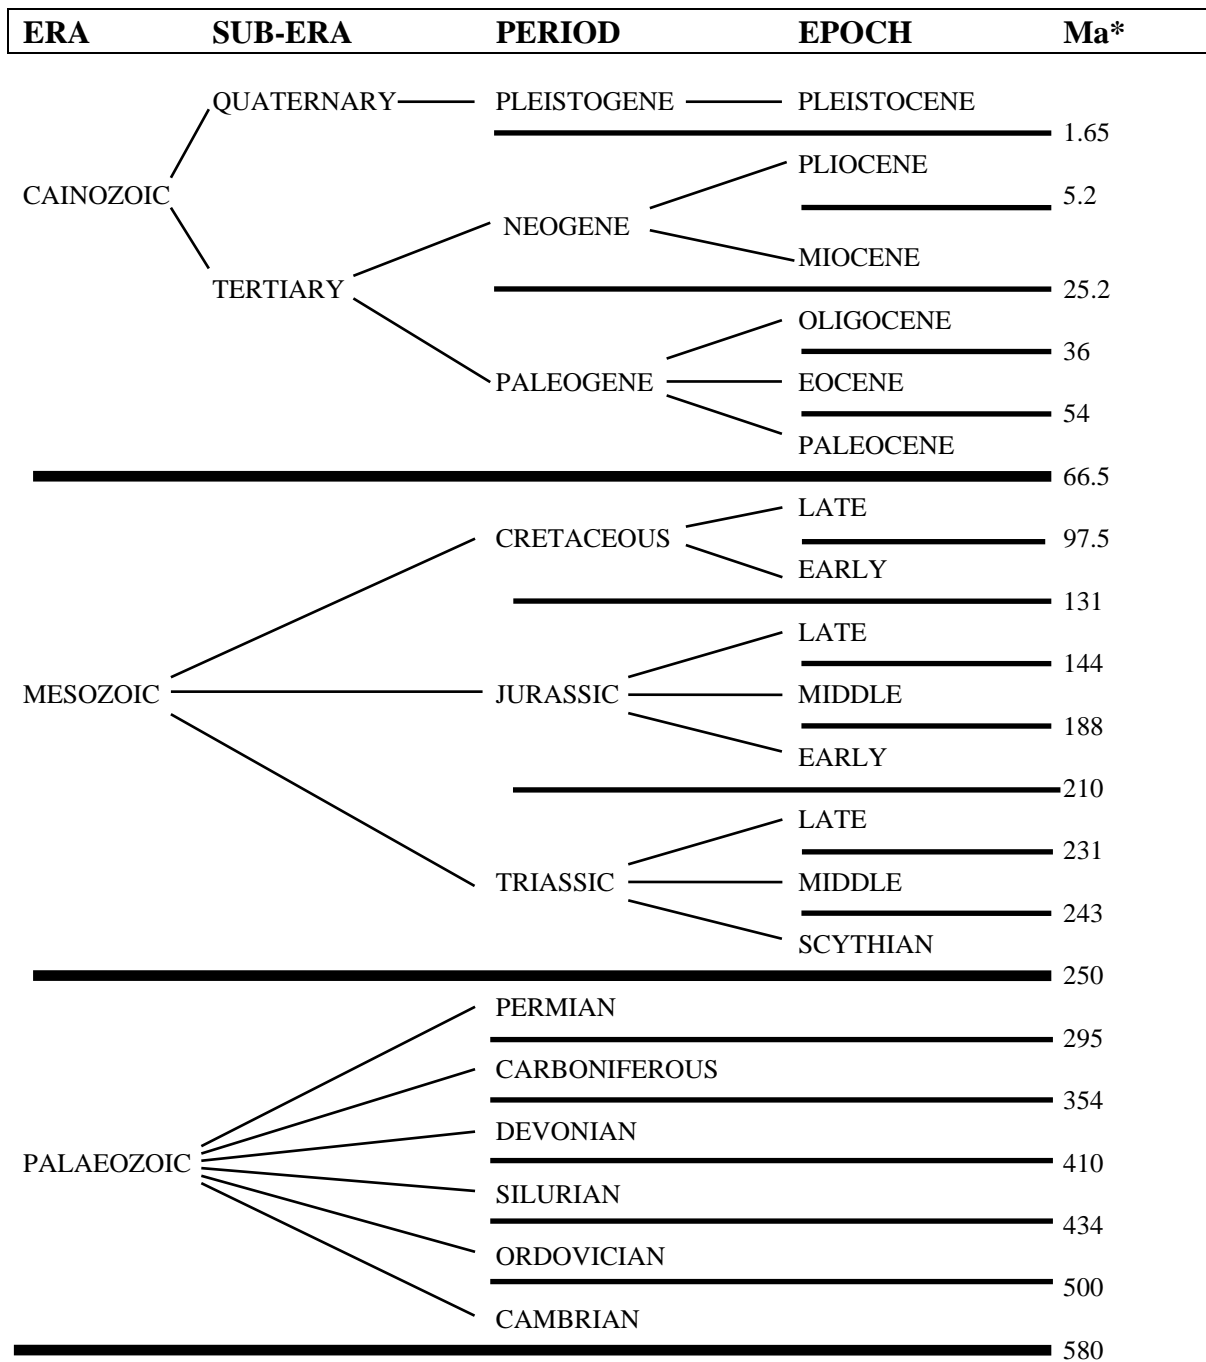 ERA SUB-ERA PERIOD EPOCH Ma*
QUATERNARY PLEISTOGENE PLEISTOCENE
1.65
PLIOCENE
CAINOZOIC 5.2
NEOGENE
MIOCENE
TERTIARY 25.2
OLIGOCENE
36
PALEOGENE EOCENE
54
PALEOCENE
66.5
LATE
CRETACEOUS 97.5
EARLY
131
LATE
144
MESOZOIC JURASSIC MIDDLE
188
EARLY
210
LATE
231
TRIASSIC MIDDLE
243
SCYTHIAN
250
PERMIAN
295
CARBONIFEROUS
354
DEVONIAN
PALAEOZOIC 410
SILURIAN
434
ORDOVICIAN
500
CAMBRIAN
580